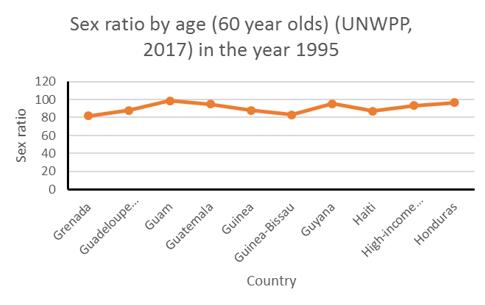 Sex ratio by age (60 year olds) (UNWPP,
2017) in the year 1995
120
100
80
60
40
20
0
Sex ratio
Grenada
Guadeloupe...
Guam
Guatemala
Guinea
Guinea-Bissau
Guyana
Haiti
High-income...
Honduras
Country